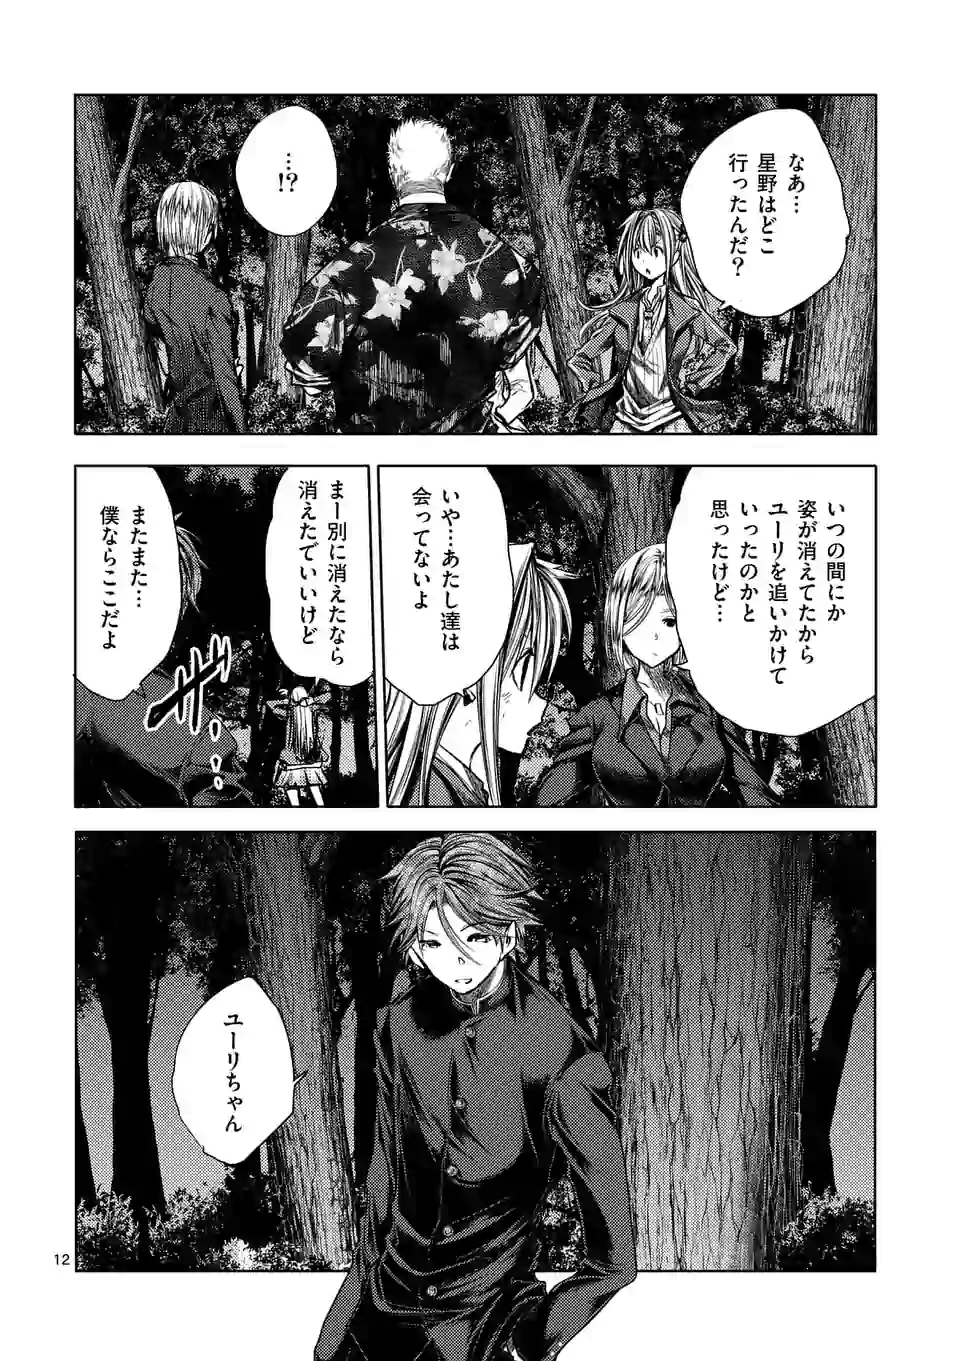 なあ…
星野はどこ
行ったんだ？
…
!?
いつの間にか
姿が消えてたから
ユーリを追いかけて
いったのかと
思ったけど…
いや…あたし達は
会ってないよ
まー別に消えたなら
消えたでいいけど
またまた…
僕ならここだよ
ザッ
ユーリちゃん
12